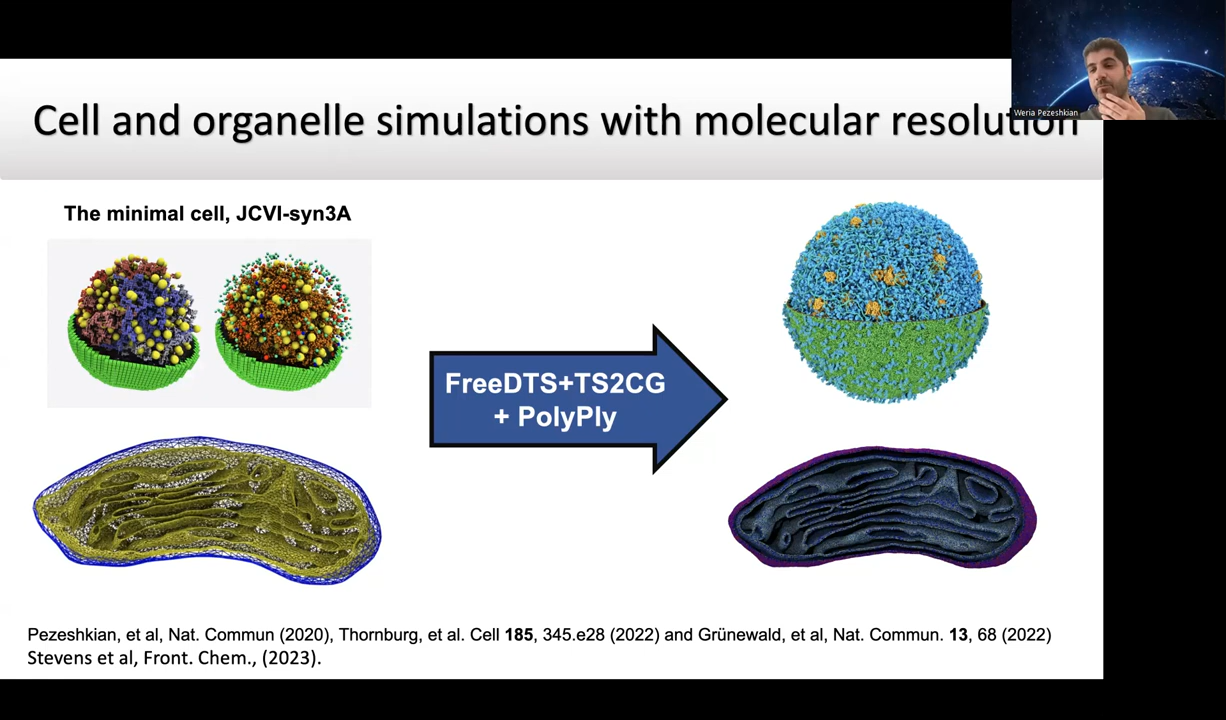 Cell and organelle simulations with molecular resolution
Weria Pezeshkian
The minimal cell, JCVI-syn3A
FreeDTS+TS2CG
+ PolyPly
Pezeshkian, et al, Nat. Commun (2020), Thornburg, et al. Cell 185, 345.e28 (2022) and Grünewald, et al, Nat. Commun. 13, 68 (2022)
Stevens et al, Front. Chem., (2023).